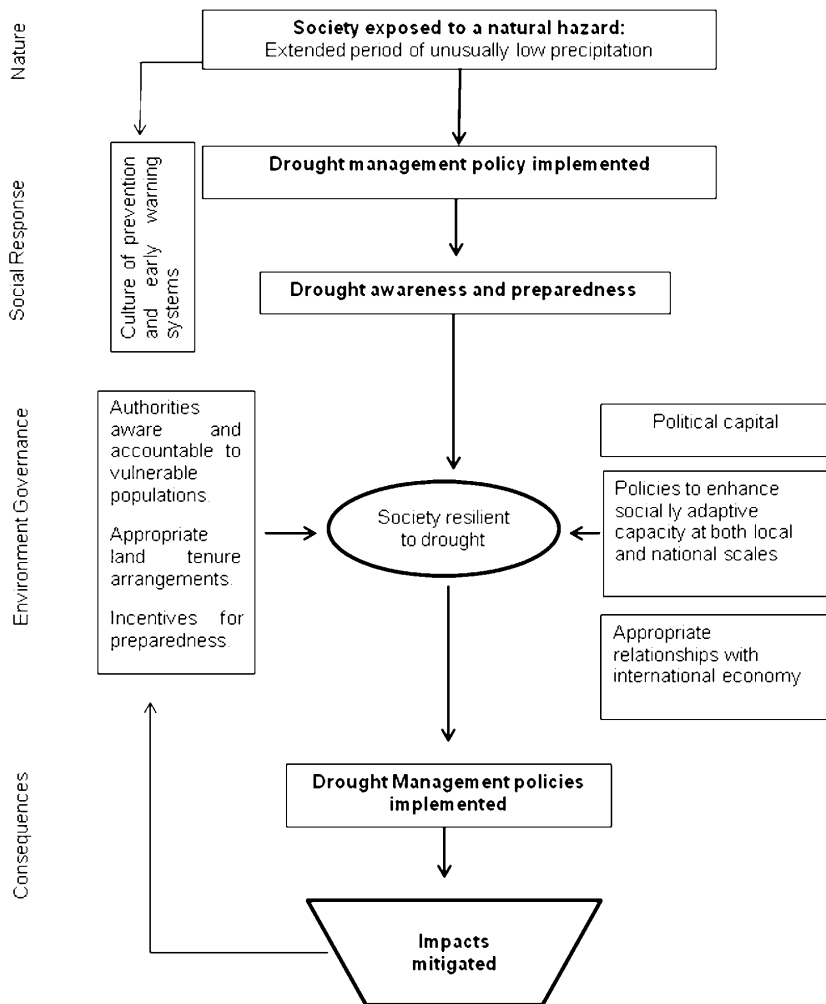 Nature
Society exposed to a natural hazard:
Extended period of unusually low precipitation
Social Response
Culture of prevention
and early warning
systems
Drought management policy implemented
Drought awareness and preparedness
Environment Governance
Authorities
aware and
accountable to
vulnerable
populations.
Appropriate
land tenure
arrangements.
Incentives for
preparedness.
Society resilient
to drought
Political capital
Policies to enhance
socially adaptive
capacity at both local
and national scales
Appropriate
relationships with
international economy
Consequences
Drought Management policies
implemented
Impacts
mitigated